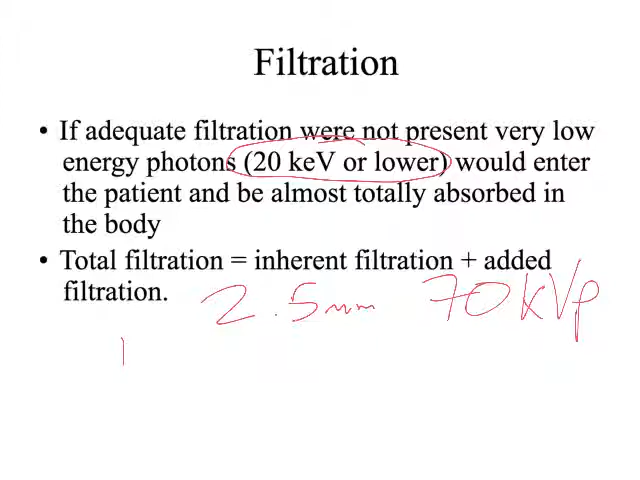 Filtration
• If adequate filtration were not present very low
energy photons (20 keV or lower) would enter
the patient and be almost totally absorbed in
the body
• Total filtration = inherent filtration + added
filtration.
2.5mm 70kVp